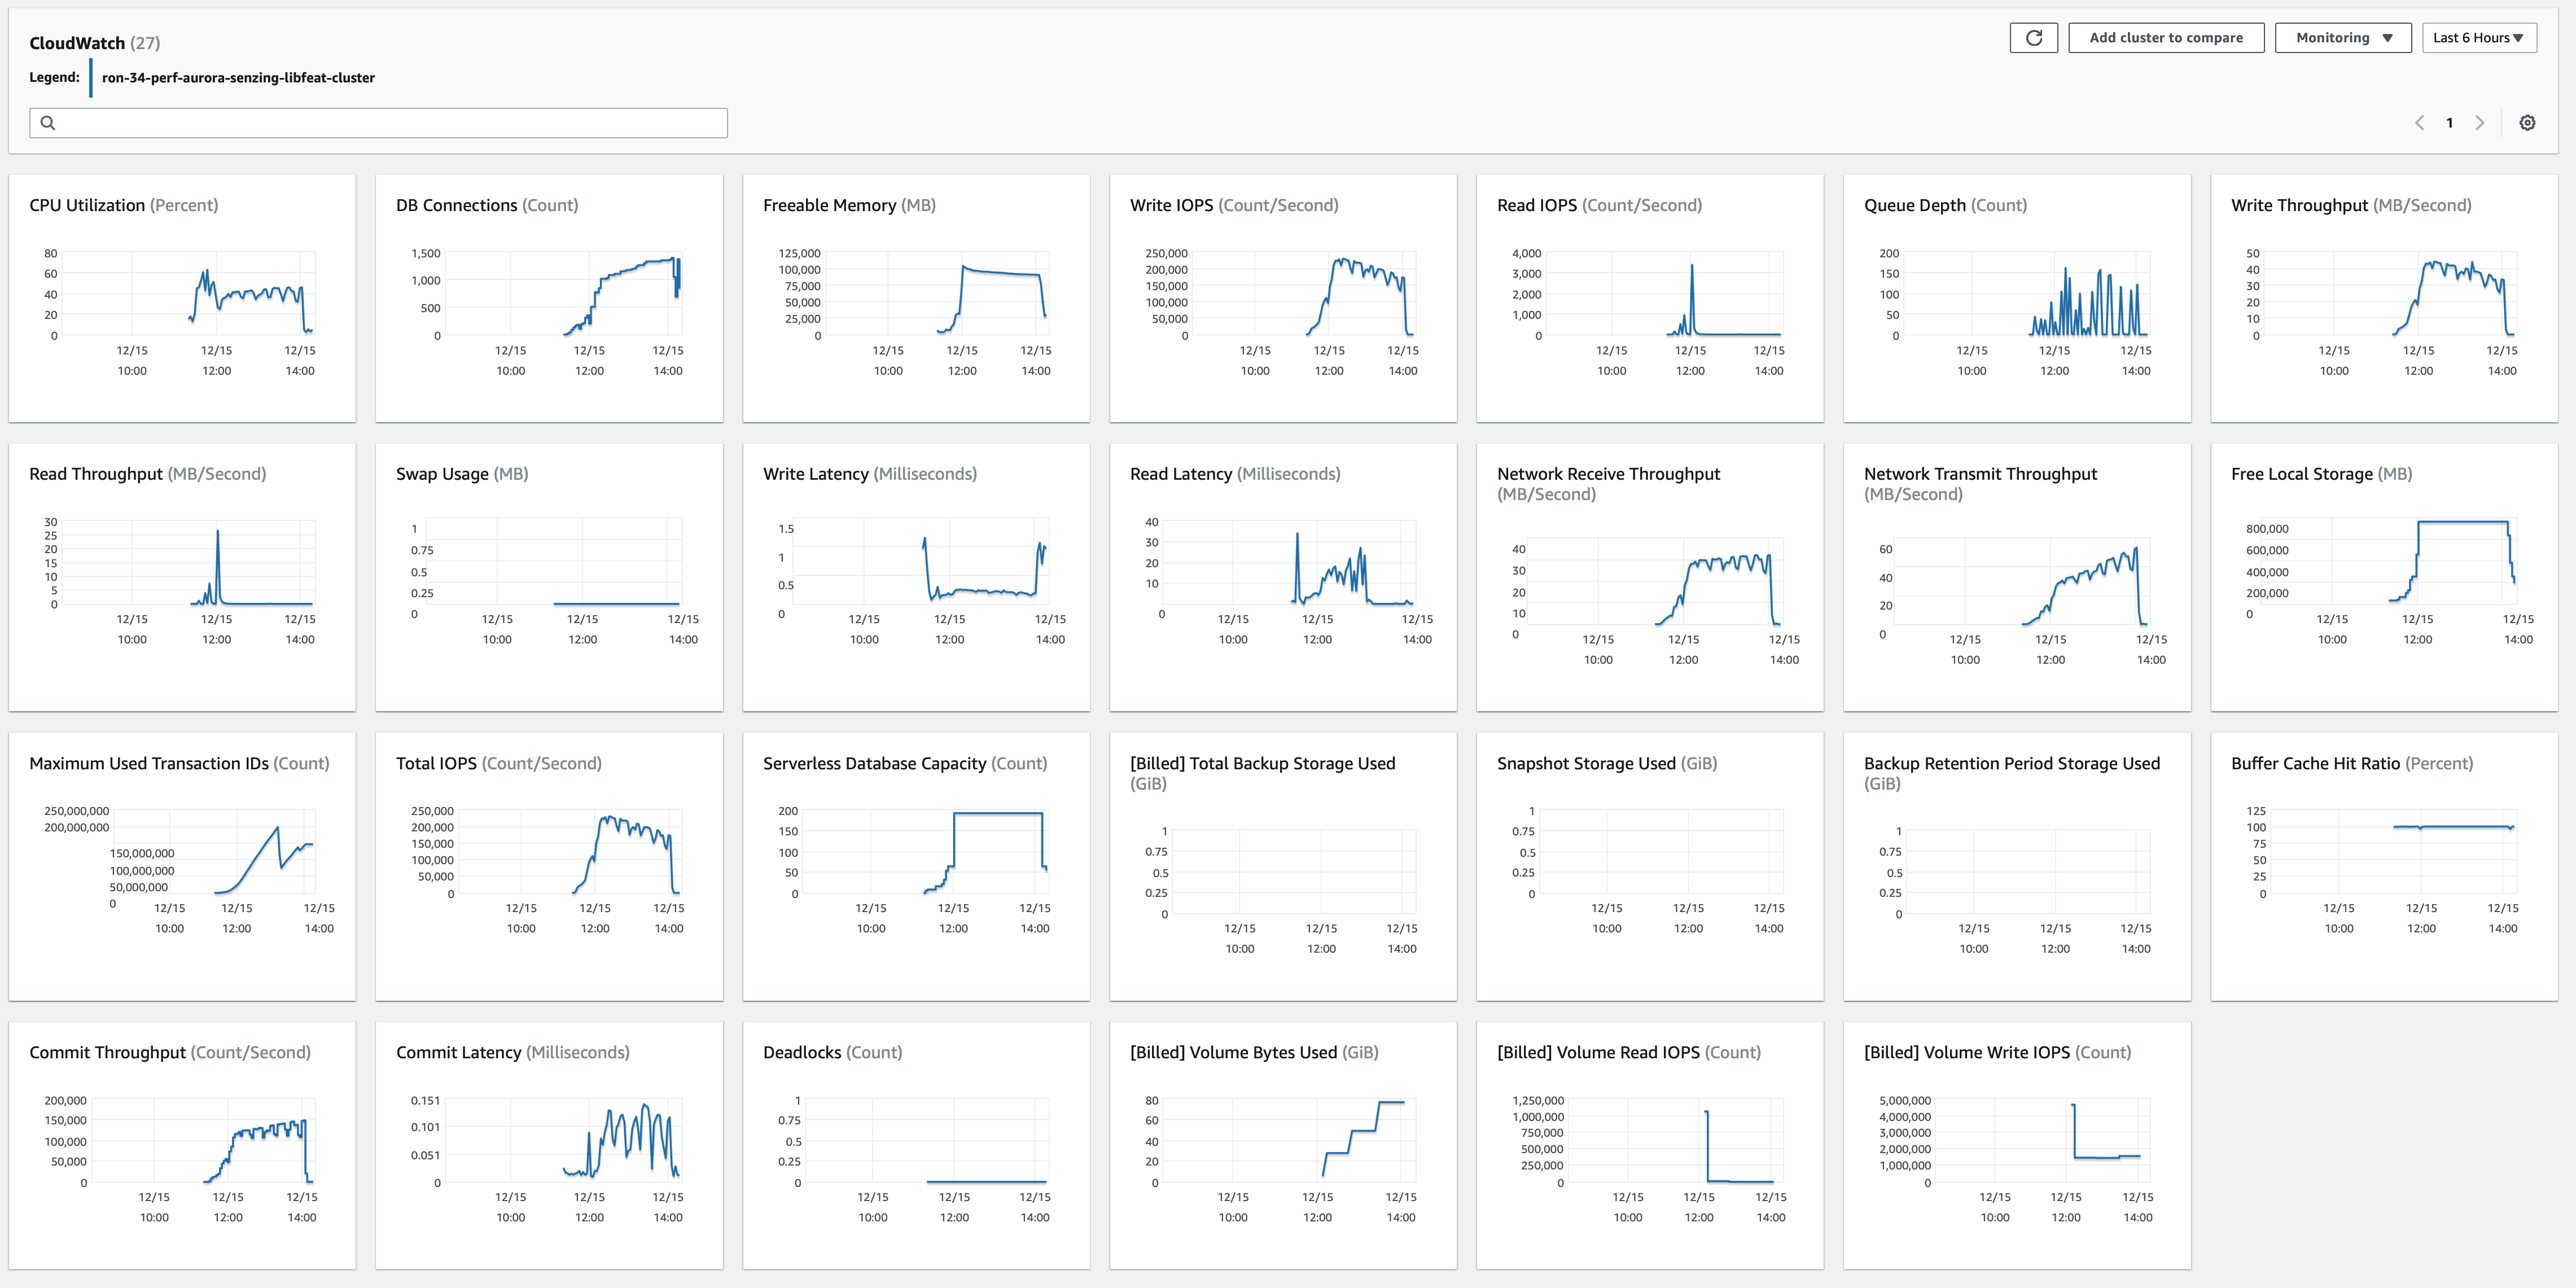 CloudWatch (27)
Add cluster to compare
Monitoring
Last 6 Hours
Legend:
ron-34-perf-aurora-senzing-libfeat-cluster
1
CPU Utilization (Percent)
80
60
40
20
0
12/15 12/15 12/15
10:00 12:00 14:00
DB Connections (Count)
1,500
1,000
500
0
12/15 12/15 12/15
10:00 12:00 14:00
Freeable Memory (MB)
125,000
100,000
75,000
50,000
25,000
0
12/15 12/15 12/15
10:00 12:00 14:00
Write IOPS (Count/Second)
250,000
200,000
150,000
100,000
50,000
0
12/15 12/15 12/15
10:00 12:00 14:00
Read IOPS (Count/Second)
4,000
3,000
2,000
1,000
0
12/15 12/15 12/15
10:00 12:00 14:00
Queue Depth (Count)
200
150
100
50
0
12/15 12/15 12/15
10:00 12:00 14:00
Write Throughput (MB/Second)
50
40
30
20
10
0
12/15 12/15 12/15
10:00 12:00 14:00
Read Throughput (MB/Second)
30
25
20
15
10
5
0
12/15 12/15 12/15
10:00 12:00 14:00
Swap Usage (MB)
1
0.75
0.5
0.25
0
12/15 12/15 12/15
10:00 12:00 14:00
Write Latency (Milliseconds)
1.5
1
0.5
0
12/15 12/15 12/15
10:00 12:00 14:00
Read Latency (Milliseconds)
40
30
20
10
0
12/15 12/15 12/15
10:00 12:00 14:00
Network Receive Throughput
(MB/Second)
40
30
20
10
0
12/15 12/15 12/15
10:00 12:00 14:00
Network Transmit Throughput
(MB/Second)
60
40
20
0
12/15 12/15 12/15
10:00 12:00 14:00
Free Local Storage (MB)
800,000
600,000
400,000
200,000
0
12/15 12/15 12/15
10:00 12:00 14:00
Maximum Used Transaction IDs (Count)
250,000,000
200,000,000
150,000,000
100,000,000
50,000,000
0
12/15 12/15 12/15
10:00 12:00 14:00
Total IOPS (Count/Second)
250,000
200,000
150,000
100,000
50,000
0
12/15 12/15 12/15
10:00 12:00 14:00
Serverless Database Capacity (Count)
200
150
100
50
0
12/15 12/15 12/15
10:00 12:00 14:00
[Billed] Total Backup Storage Used
(GiB)
1
0.75
0.5
0.25
0
12/15 12/15 12/15
10:00 12:00 14:00
Snapshot Storage Used (GiB)
1
0.75
0.5
0.25
0
12/15 12/15 12/15
10:00 12:00 14:00
Backup Retention Period Storage Used
(GiB)
1
0.75
0.5
0.25
0
12/15 12/15 12/15
10:00 12:00 14:00
Buffer Cache Hit Ratio (Percent)
125
100
75
50
25
0
12/15 12/15 12/15
10:00 12:00 14:00
Commit Throughput (Count/Second)
200,000
150,000
100,000
50,000
0
12/15 12/15 12/15
10:00 12:00 14:00
Commit Latency (Milliseconds)
0.151
0.101
0.051
0
12/15 12/15 12/15
10:00 12:00 14:00
Deadlocks (Count)
1
0.75
0.5
0.25
0
12/15 12/15 12/15
10:00 12:00 14:00
[Billed] Volume Bytes Used (GiB)
80
60
40
20
0
12/15 12/15 12/15
10:00 12:00 14:00
[Billed] Volume Read IOPS (Count)
1,250,000
1,000,000
750,000
500,000
250,000
0
12/15 12/15 12/15
10:00 12:00 14:00
[Billed] Volume Write IOPS (Count)
5,000,000
4,000,000
3,000,000
2,000,000
1,000,000
0
12/15 12/15 12/15
10:00 12:00 14:00